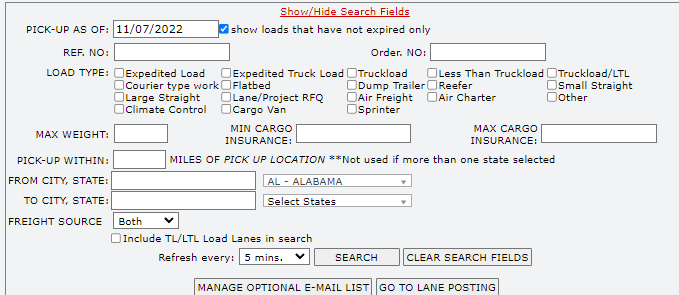 Show/Hide Search Fields
PICK-UP AS OF: 11/07/2022 show loads that have not expired only
REF. NO: Order. NO:
LOAD TYPE: Expedited Load Expedited Truck Load Truckload Less Than Truckload Truckload/LTL
Courier type work Flatbed Dump Trailer Reefer Small Straight
Large Straight Lane/Project RFQ Air Freight Air Charter Other
Climate Control Cargo Van Sprinter
MAX WEIGHT: MIN CARGO INSURANCE: MAX CARGO INSURANCE:
PICK-UP WITHIN: MILES OF PICK UP LOCATION **Not used if more than one state selected
FROM CITY, STATE: AL - ALABAMA
TO CITY, STATE: Select States
FREIGHT SOURCE Both
Include TL/LTL Load Lanes in search
Refresh every: 5 mins. SEARCH CLEAR SEARCH FIELDS
MANAGE OPTIONAL E-MAIL LIST GO TO LANE POSTING